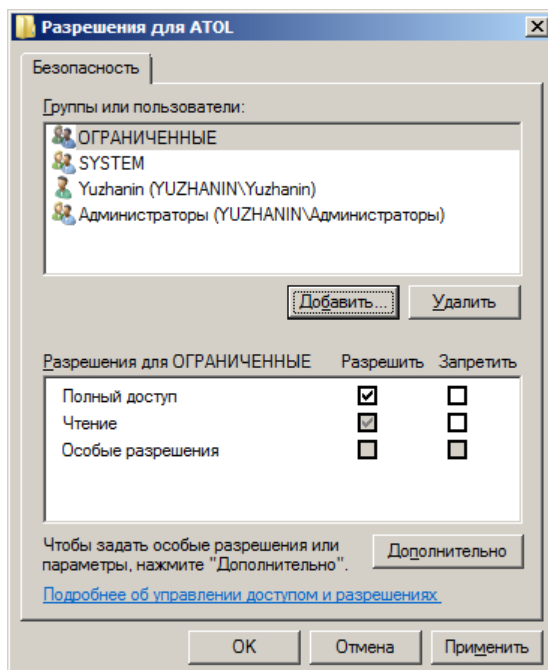 Разрешения для ATOL
Безопасность
Группы или пользователи:
ОГРАНИЧЕННЫЕ
SYSTEM
Yuzhanin (YUZHANIN\Yuzhanin)
Администраторы (YUZHANIN\Администраторы)
Добавить... Удалить
Разрешения для ОГРАНИЧЕННЫЕ Разрешить Запретить
Полный доступ
Чтение
Особые разрешения
Чтобы задать особые разрешения или
параметры, нажмите "Дополнительно".
Дополнительно
Подробнее об управлении доступом и разрешениях
ОК Отмена Применить